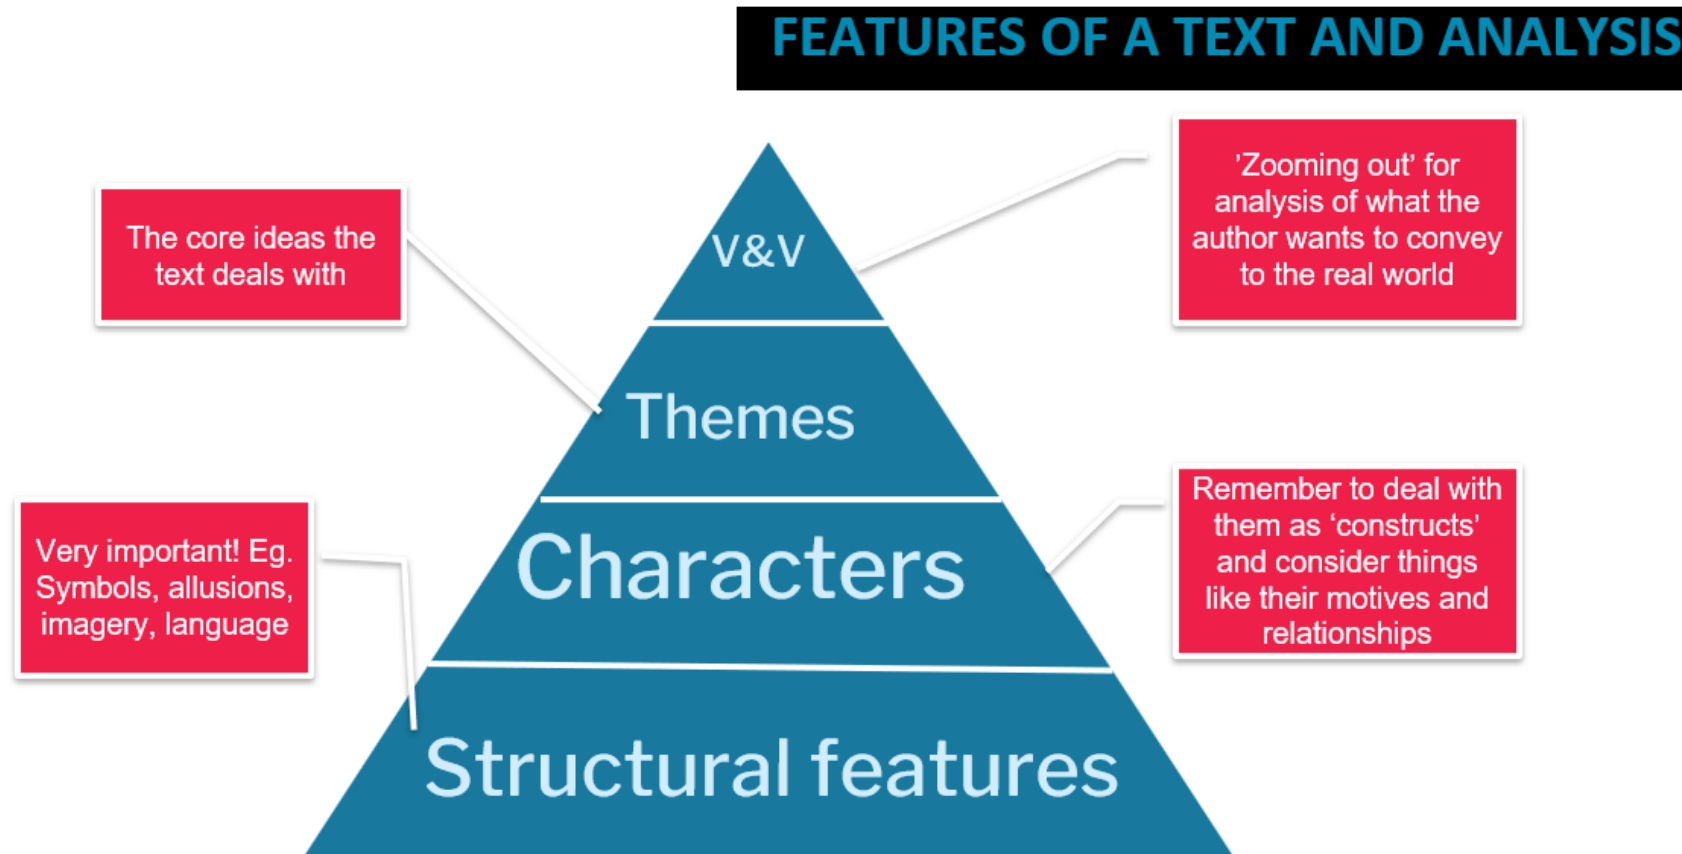 FEATURES OF A TEXT AND ANALYSIS
’Zooming out’ for
analysis of what the
author wants to convey
to the real world
The core ideas the
text deals with
V&V
Themes
Remember to deal with
them as ‘constructs’
and consider things
like their motives and
relationships
Very important! Eg.
Symbols, allusions,
imagery, language
Characters
Structural features